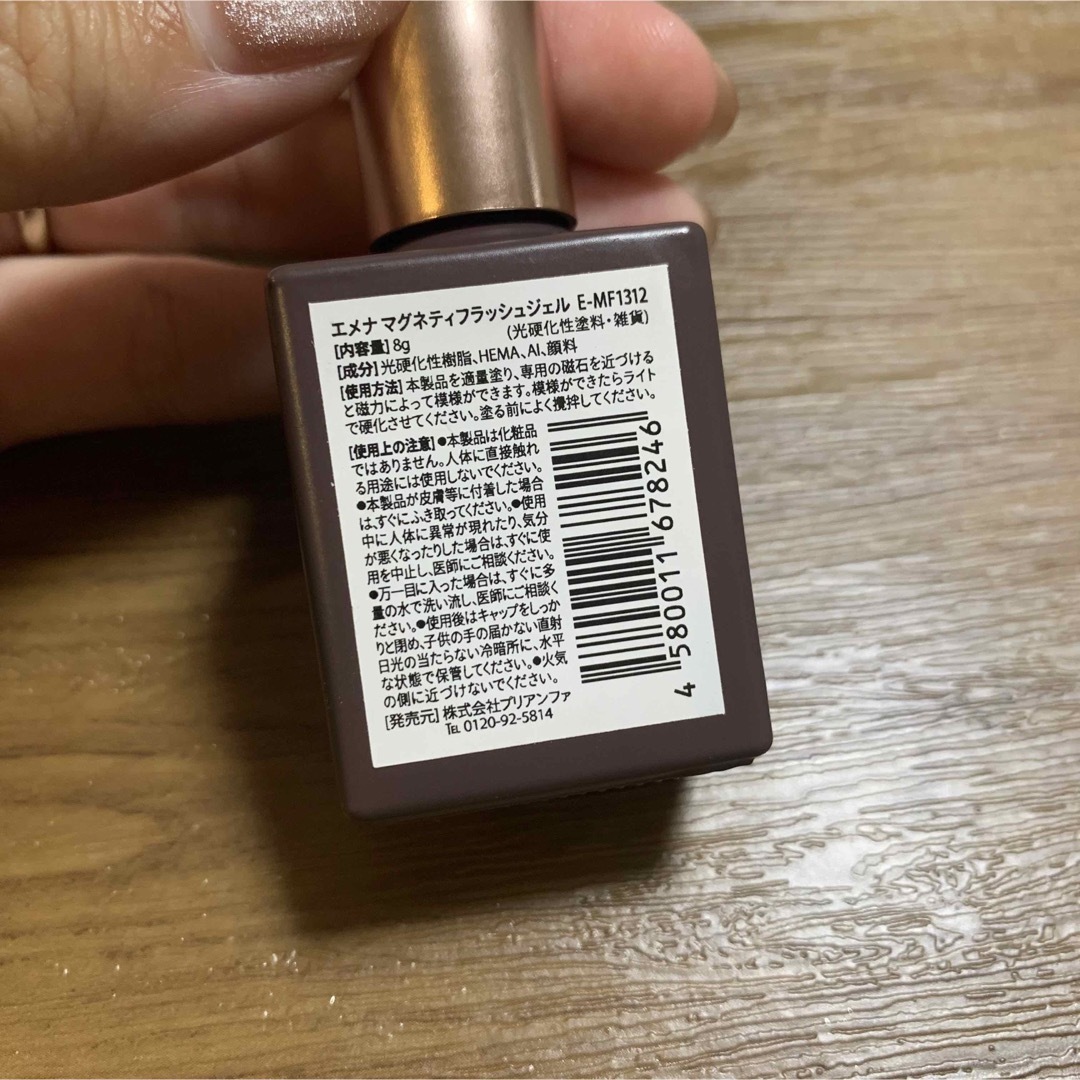 エメナ マグネティフラッシュジェル E-MF1312
(光硬化性塗料・雑貨)
[内容量] 8g
[成分] 光硬化性樹脂、HEMA、AI、顔料
[使用方法] 本製品を適量塗り、専用の磁石を近づける
と磁力によって模様ができます。模様ができたらライト
で硬化させてください。塗る前によく攪拌してください。
[使用上の注意] ●本製品は化粧品
ではありません。人体に直接触れ
る用途には使用しないでください。
●本製品が皮膚等に付着した場合
は、すぐにふき取ってください。●使用
中に人体に異常が現れたり、気分
が悪くなったりした場合は、すぐに使
用を中止し、医師にご相談ください。
●万一目に入った場合は、すぐに多
量の水で洗い流し、医師にご相談く
ださい。●使用後はキャップをしっか
りと閉め、子供の手の届かない直射
日光の当たらない冷暗所に、水平
な状態で保管してください。●火気
の側に近づけないでください。
[発売元] 株式会社ブリアンファ
TEL 0120-92-5814
4 580011 678246